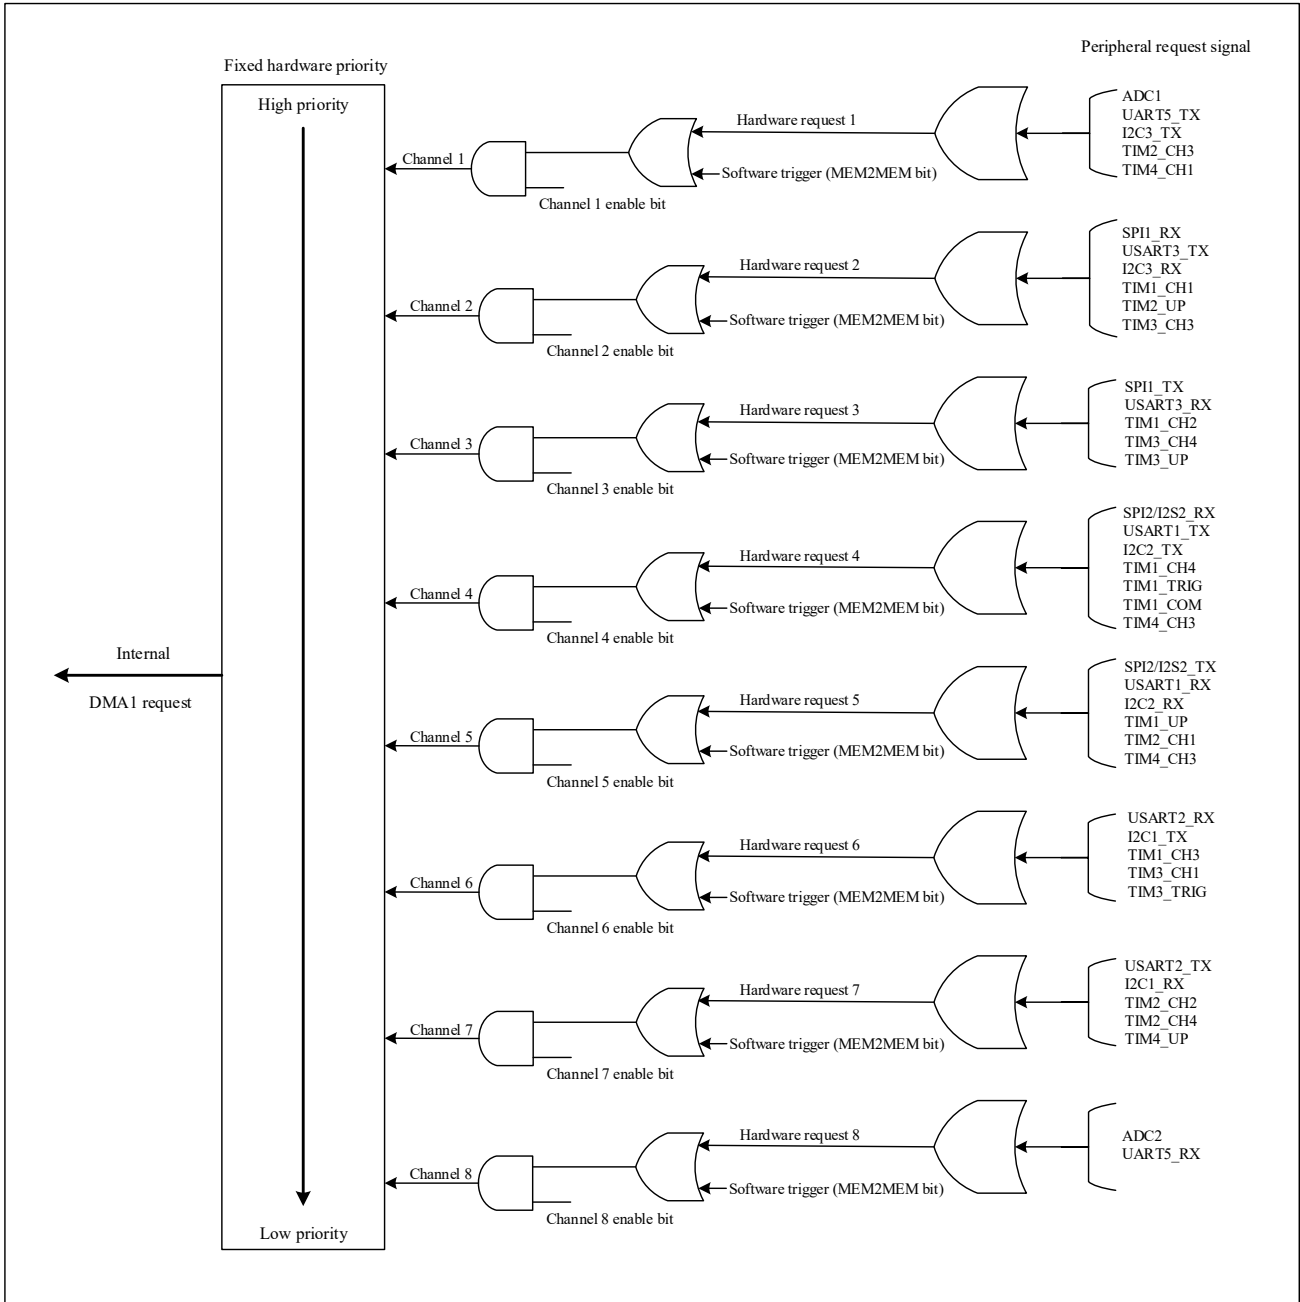 Peripheral request signal
Fixed hardware priority
High priority
ADC1
UART5_TX
I2C3_TX
TIM2_CH3
TIM4_CH1
Hardware request 1
Channel 1
Software trigger (MEM2MEM bit)
Channel 1 enable bit
SPI1_RX
USART3_TX
I2C3_RX
TIM1_CH1
TIM2_UP
TIM3_CH3
Hardware request 2
Channel 2
Software trigger (MEM2MEM bit)
Channel 2 enable bit
SPI1_TX
USART3_RX
TIM1_CH2
TIM3_CH4
TIM3_UP
Hardware request 3
Channel 3
Software trigger (MEM2MEM bit)
Channel 3 enable bit
SPI2/I2S2_RX
USART1_TX
I2C2_TX
TIM1_CH4
TIM1_TRIG
TIM1_COM
TIM4_CH3
Hardware request 4
Channel 4
Software trigger (MEM2MEM bit)
Channel 4 enable bit
Internal
DMA1 request
SPI2/I2S2_TX
USART1_RX
I2C2_RX
TIM1_UP
TIM2_CH1
TIM4_CH3
Hardware request 5
Channel 5
Software trigger (MEM2MEM bit)
Channel 5 enable bit
USART2_RX
I2C1_TX
TIM1_CH3
TIM3_CH1
TIM3_TRIG
Hardware request 6
Channel 6
Software trigger (MEM2MEM bit)
Channel 6 enable bit
USART2_TX
I2C1_RX
TIM2_CH2
TIM2_CH4
TIM4_UP
Hardware request 7
Channel 7
Software trigger (MEM2MEM bit)
Channel 7 enable bit
ADC2
UART5_RX
Hardware request 8
Channel 8
Software trigger (MEM2MEM bit)
Channel 8 enable bit
Low priority